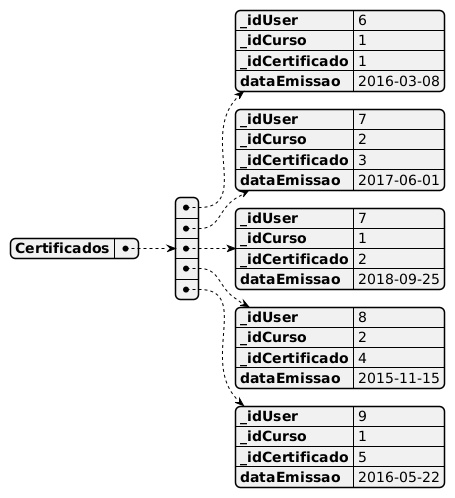 _idUser 6
_idCurso 1
_idCertificado 1
dataEmissao 2016-03-08
_idUser 7
_idCurso 2
_idCertificado 3
dataEmissao 2017-06-01
Certificados
_idUser 7
_idCurso 1
_idCertificado 2
dataEmissao 2018-09-25
_idUser 8
_idCurso 2
_idCertificado 4
dataEmissao 2015-11-15
_idUser 9
_idCurso 1
_idCertificado 5
dataEmissao 2016-05-22